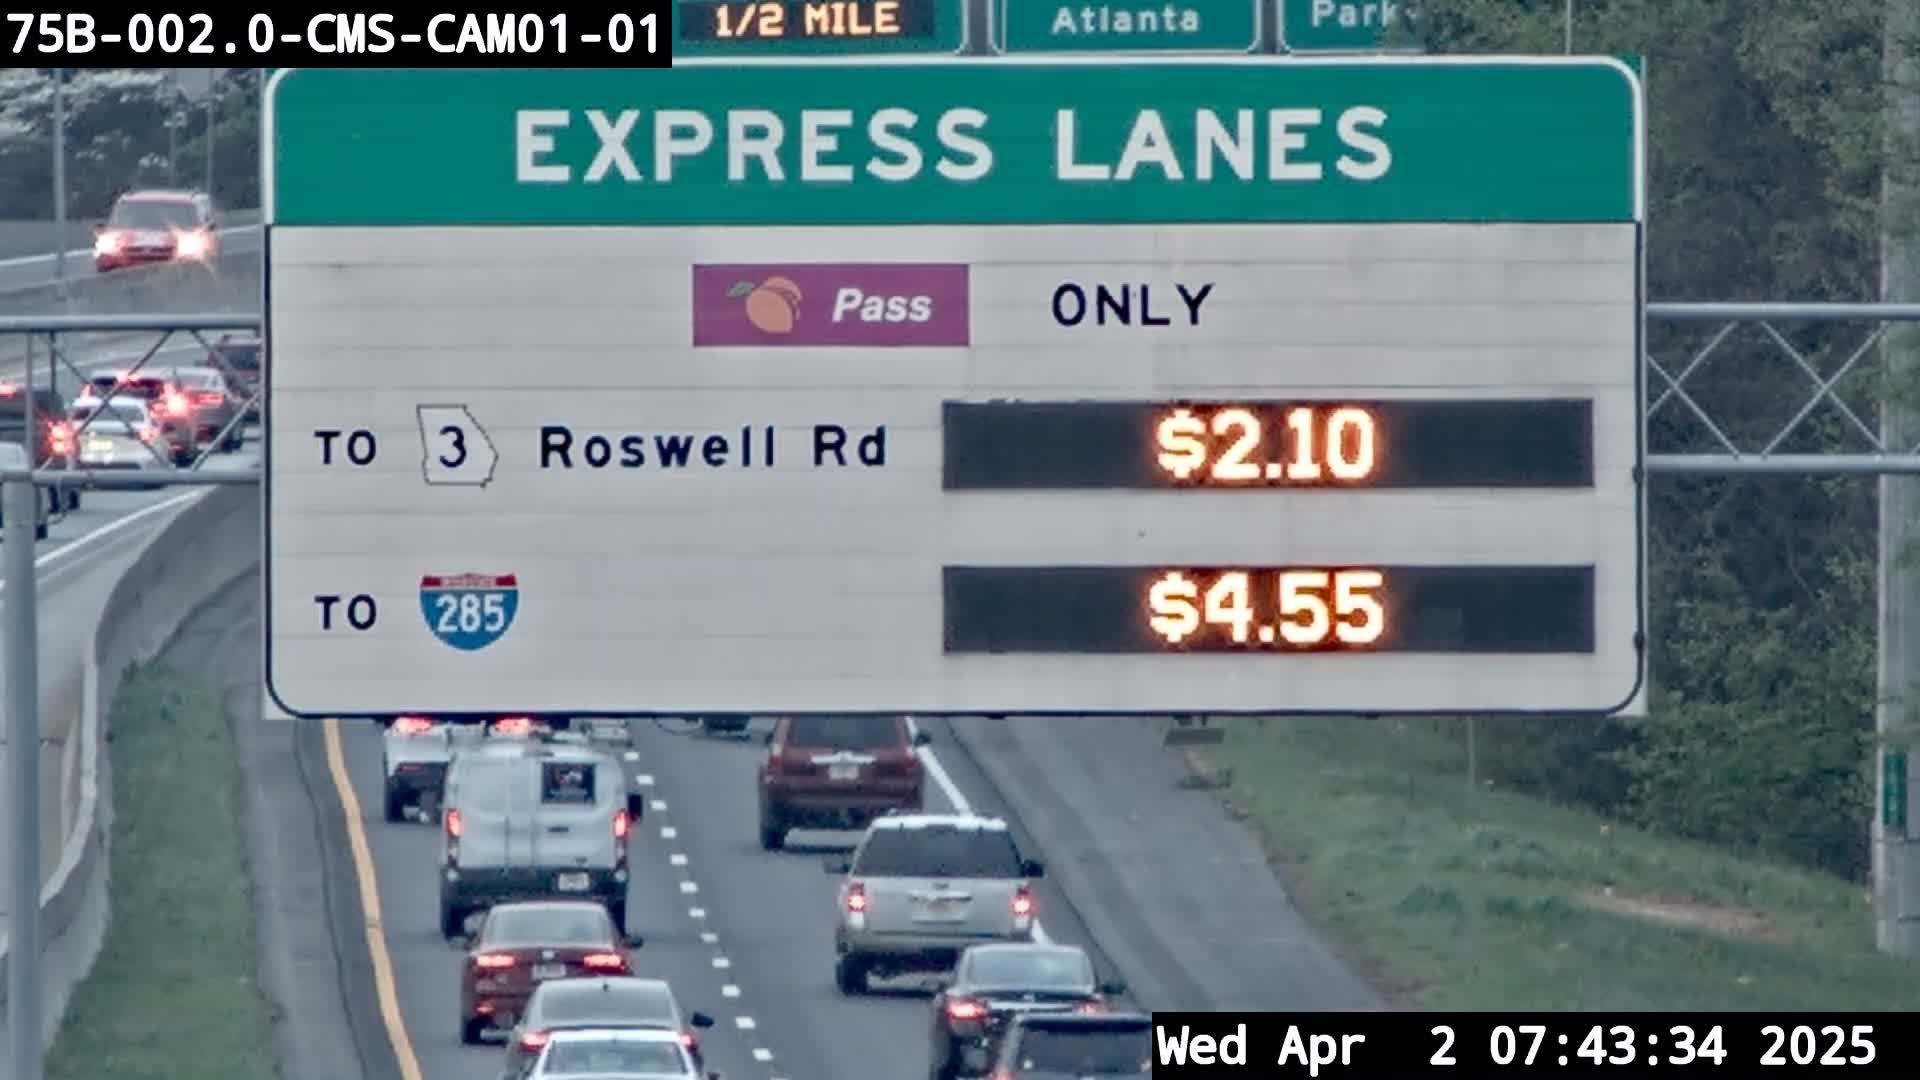 75B-002.0-CMS-CAM01-01
1/2 MILE
Atlanta
Park
EXPRESS LANES
Pass ONLY
TO 3 Roswell Rd $2.10
TO 285 $4.55
Wed Apr 2 07:43:34 2025